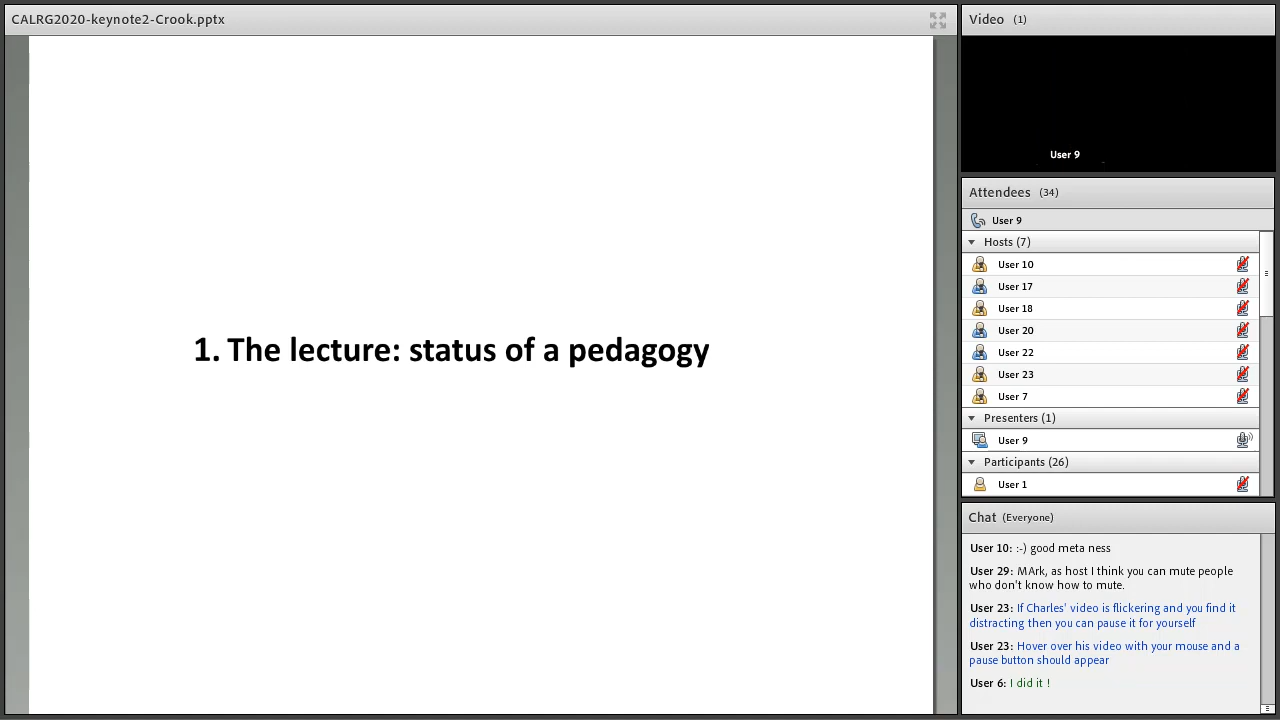 CALRG2020-keynote2-Crook.pptx
1. The lecture: status of a pedagogy
Video (1)
User 9
Attendees (34)
User 9
Hosts (7)
User 10
User 17
User 18
User 20
User 22
User 23
User 7
Presenters (1)
User 9
Participants (26)
User 1
Chat (Everyone)
User 10: :-) good meta ness
User 29: MArk, as host I think you can mute people
who don't know how to mute.
User 23: If Charles' video is flickering and you find it
distracting then you can pause it for yourself
User 23: Hover over his video with your mouse and a
pause button should appear
User 6: I did it !